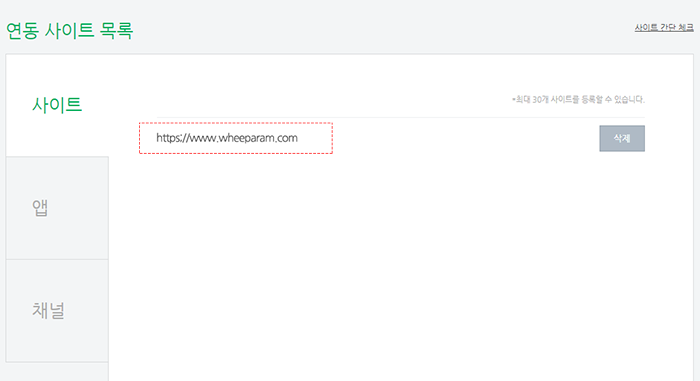 연동 사이트 목록
사이트 간단 체크
사이트
*최대 30개 사이트를 등록할 수 있습니다.
https://www.wheeparam.com
삭제
앱
채널